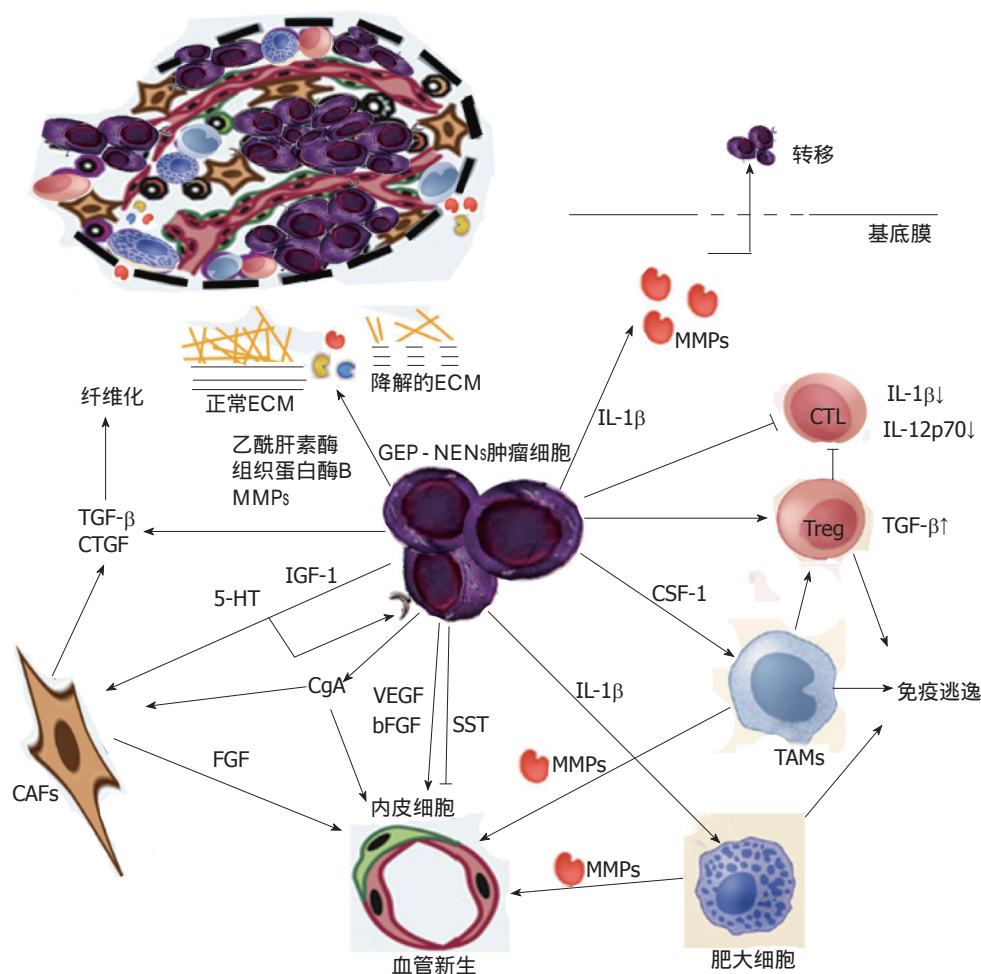 转移
基底膜
MMPs
降解的ECM
正常ECM
纤维化
IL-1β
CTL
IL-1β↓
IL-12p70↓
乙酰肝素酶
组织蛋白酶B
MMPs
GEP-NENs肿瘤细胞
TGF-β
CTGF
Treg
TGF-β↑
IGF-1
5-HT
CSF-1
CgA
VEGF
bFGF
SST
IL-1β
免疫逃逸
FGF
MMPs
TAMs
CAFs
内皮细胞
MMPs
血管新生
肥大细胞